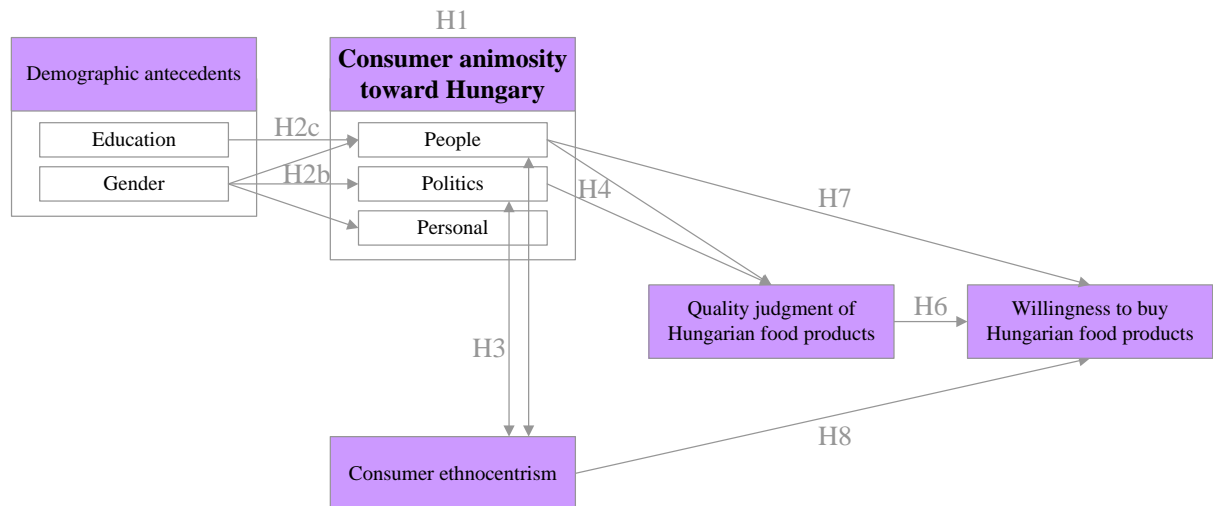 H1
Demographic antecedents
Consumer animosity
toward Hungary
Education
H2c
People
Gender
H2b
Politics
H4
H7
Personal
Quality judgment of
Hungarian food products
H6
Willingness to buy
Hungarian food products
H3
H8
Consumer ethnocentrism